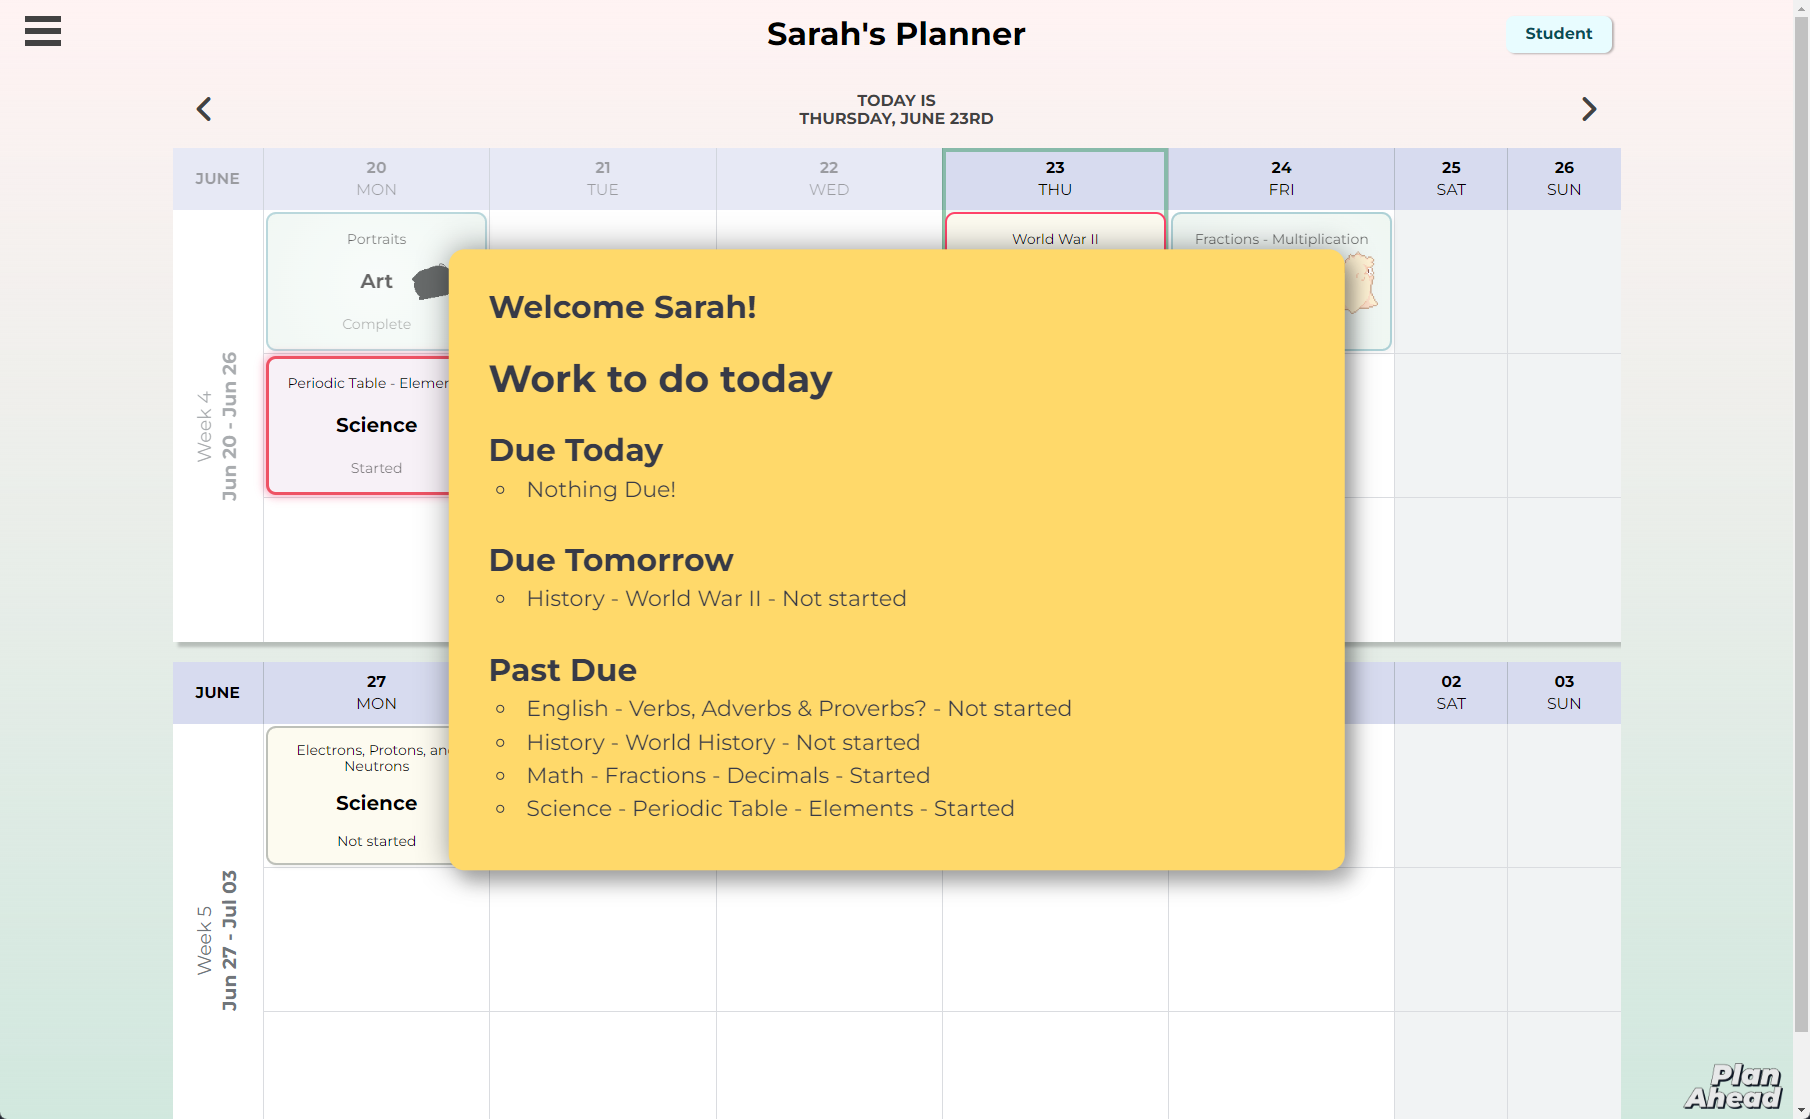 Sarah's Planner
Student
TODAY IS
THURSDAY, JUNE 23RD
JUNE
20
MON
21
TUE
22
WED
23
THU
24
FRI
25
SAT
26
SUN
Week 4
Jun 20 - Jun 26
Portraits
Art
Complete
World War II
Fractions - Multiplication
Periodic Table -
Science
Started
Welcome Sarah!
Work to do today
Due Today
Nothing Due!
Due Tomorrow
History - World War II - Not started
Past Due
English - Verbs, Adverbs & Proverbs? - Not started
History - World History - Not started
Math - Fractions - Decimals - Started
Science - Periodic Table - Elements - Started
JUNE
27
MON
02
SAT
03
SUN
Week 5
Jun 27 - Jul 03
Electrons, Protons,
Neutrons
Science
Not started
Plan
Ahead